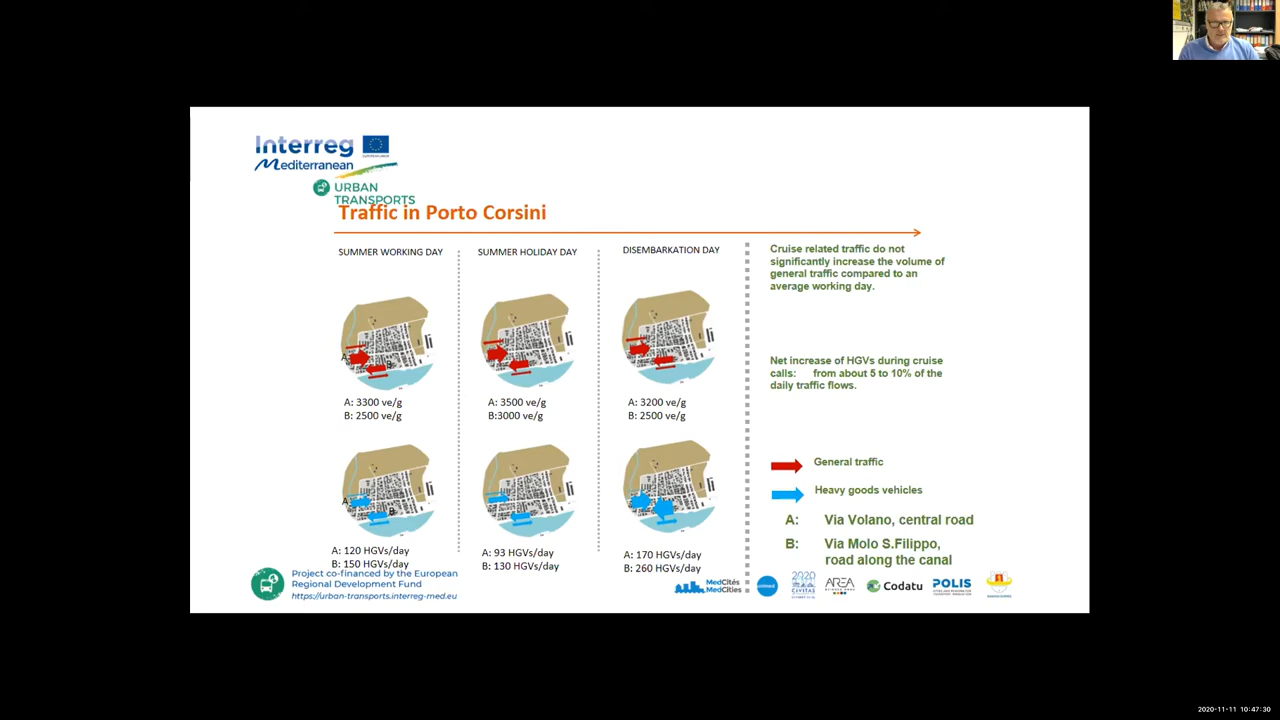 Interreg
EUROPEAN UNION
Mediterranean
URBAN
TRANSPORTS
Traffic in Porto Corsini
SUMMER WORKING DAY
SUMMER HOLIDAY DAY
DISEMBARKATION DAY
A
B
A: 3300 ve/g
B: 2500 ve/g
A: 3500 ve/g
B:3000 ve/g
A: 3200 ve/g
B: 2500 ve/g
A
B
A: 120 HGVs/day
B: 150 HGVs/day
A: 93 HGVs/day
B: 130 HGVs/day
A: 170 HGVs/day
B: 260 HGVs/day
Cruise related traffic do not
significantly increase the volume of
general traffic compared to an
average working day.
Net increase of HGVs during cruise
calls: from about 5 to 10% of the
daily traffic flows.
General traffic
Heavy goods vehicles
A: Via Volano, central road
B: Via Molo S.Filippo,
road along the canal
Project co-financed by the European
Regional Development Fund
https://urban-transports.interreg-med.eu
MedCités
MedCities
unimed
2020
CIVITAS
AREA
Codatu
POLIS
2020-11-11 10:47:30